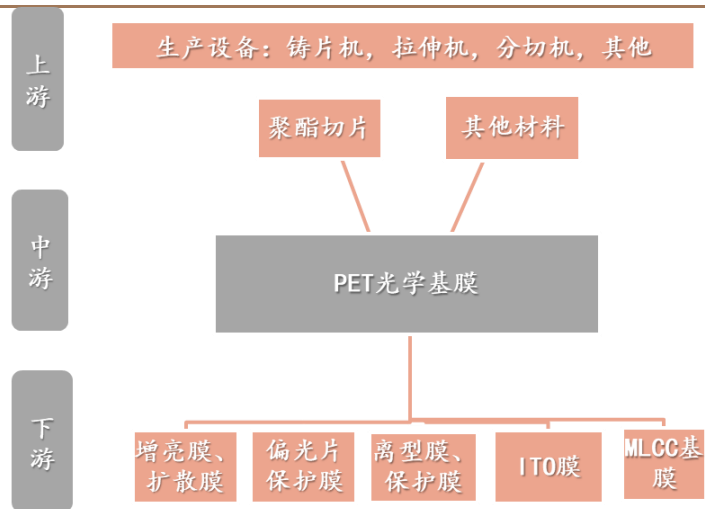 上
游
生产设备：铸片机，拉伸机，分切机，其他
聚酯切片
其他材料
中
游
PET光学基膜
下
游
增亮膜、
扩散膜
偏光片
保护膜
离型膜、
保护膜
ITO膜
MLCC基
膜